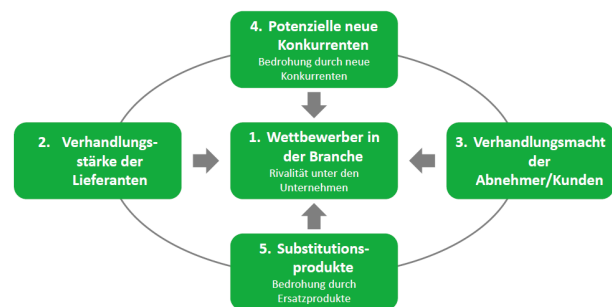 4. Potenzielle neue
Konkurrenten
Bedrohung durch neue
Konkurrenten
2. Verhandlungs-
stärke der
Lieferanten
1. Wettbewerber in
der Branche
Rivalität unter den
Unternehmen
3. Verhandlungsmacht
der
Abnehmer/Kunden
5. Substitutions-
produkte
Bedrohung durch
Ersatzprodukte